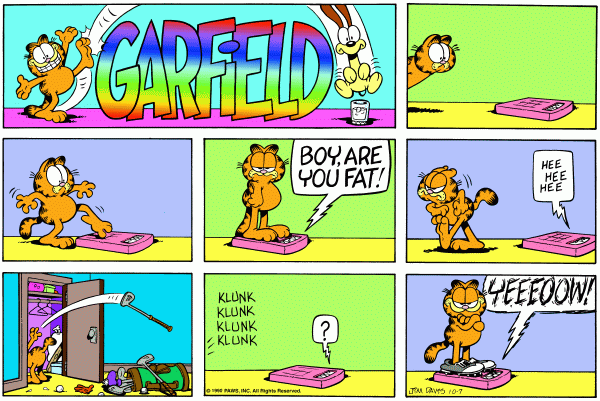 GARFIELD
BOY, ARE
YOU FAT!
HEE
HEE
HEE
KLUNK
KLUNK
KLUNK
KLUNK
?
© 1990 PAWS, INC. All Rights Reserved.
YEEEOOW!
JIM DAVIS 10-7